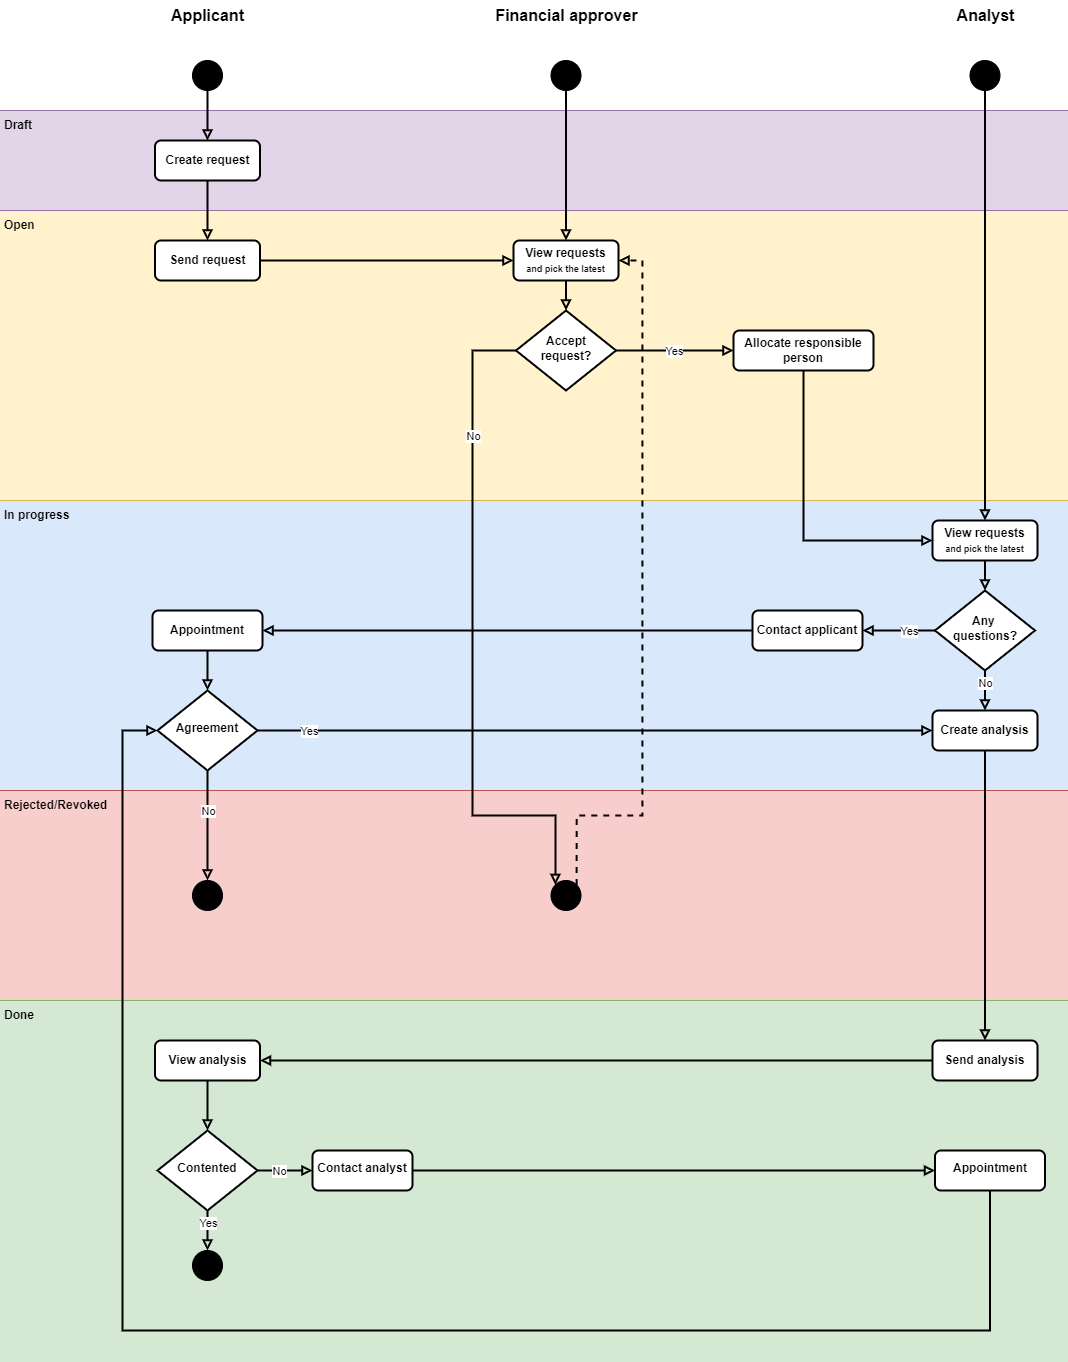 Applicant
Financial approver
Analyst
Draft
Create request
Open
Send request
View requests
and pick the latest
Accept
request?
Yes
Allocate responsible
person
No
In progress
View requests
and pick the latest
Appointment
Contact applicant
Yes
Any
questions?
No
Agreement
Yes
Create analysis
Rejected/Revoked
No
Done
View analysis
Send analysis
Contented
No
Contact analyst
Appointment
Yes